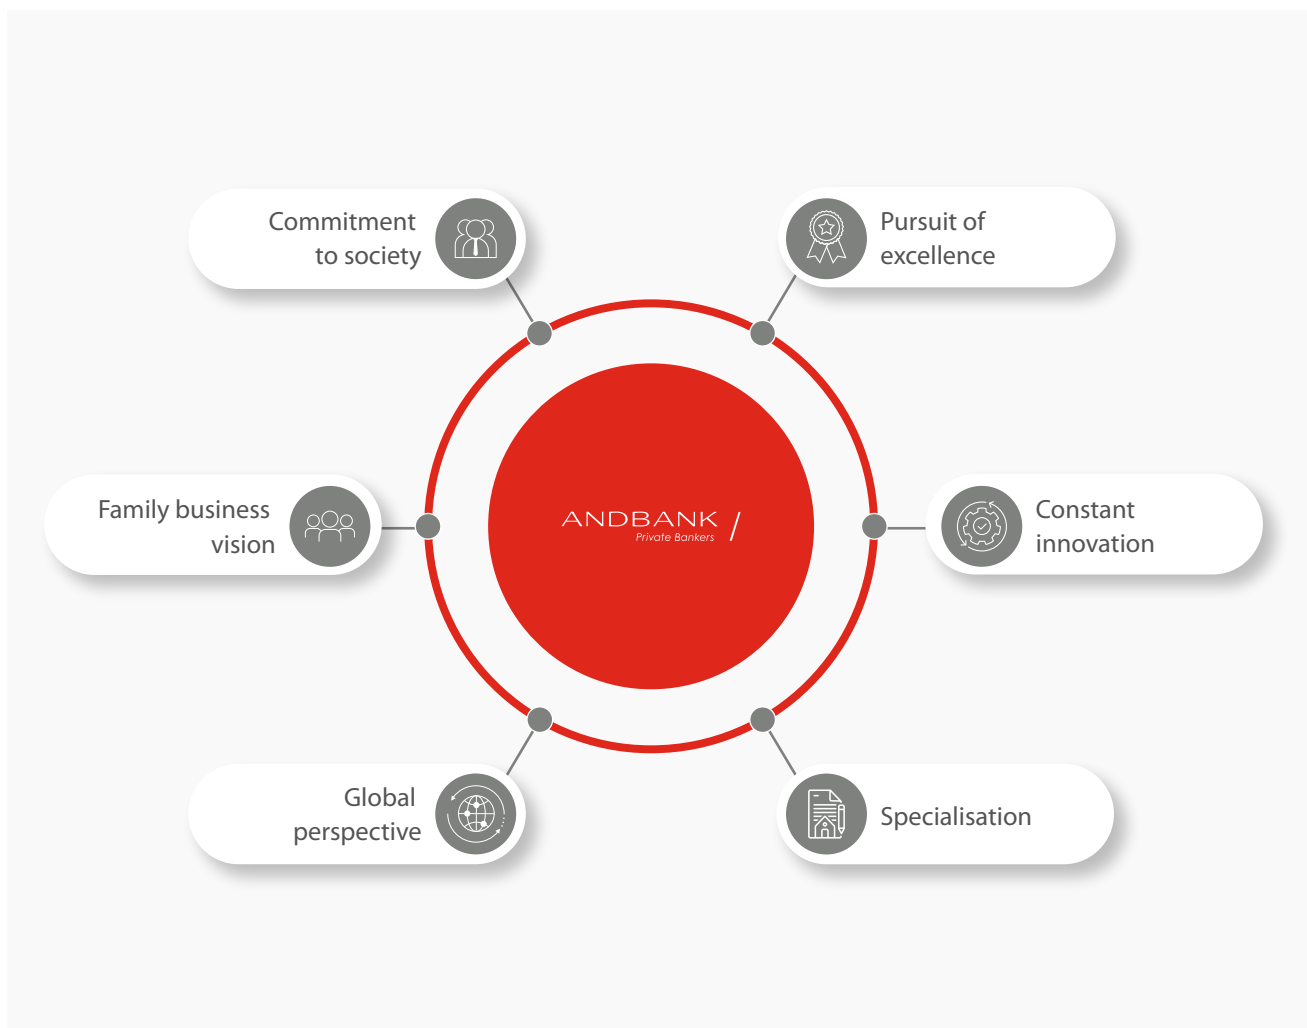 Commitment
to society
Pursuit of
excellence
Family business
vision
ANDBANK /
Private Bankers
Constant
innovation
Global
perspective
Specialisation